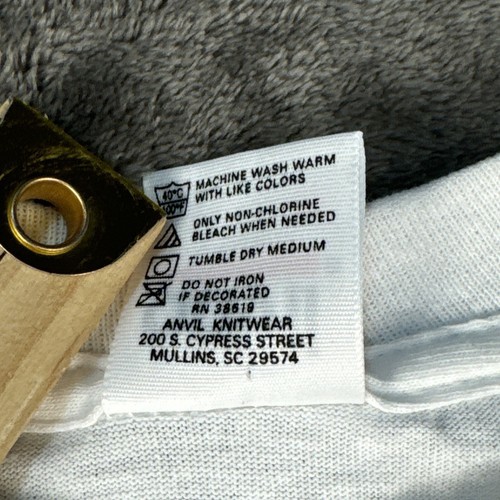 40°C
100°F
MACHINE WASH WARM
WITH LIKE COLORS
ONLY NON-CHLORINE
BLEACH WHEN NEEDED
TUMBLE DRY MEDIUM
DO NOT IRON
IF DECORATED
RN 38619
ANVIL KNITWEAR
200 S. CYPRESS STREET
MULLINS, SC 29574